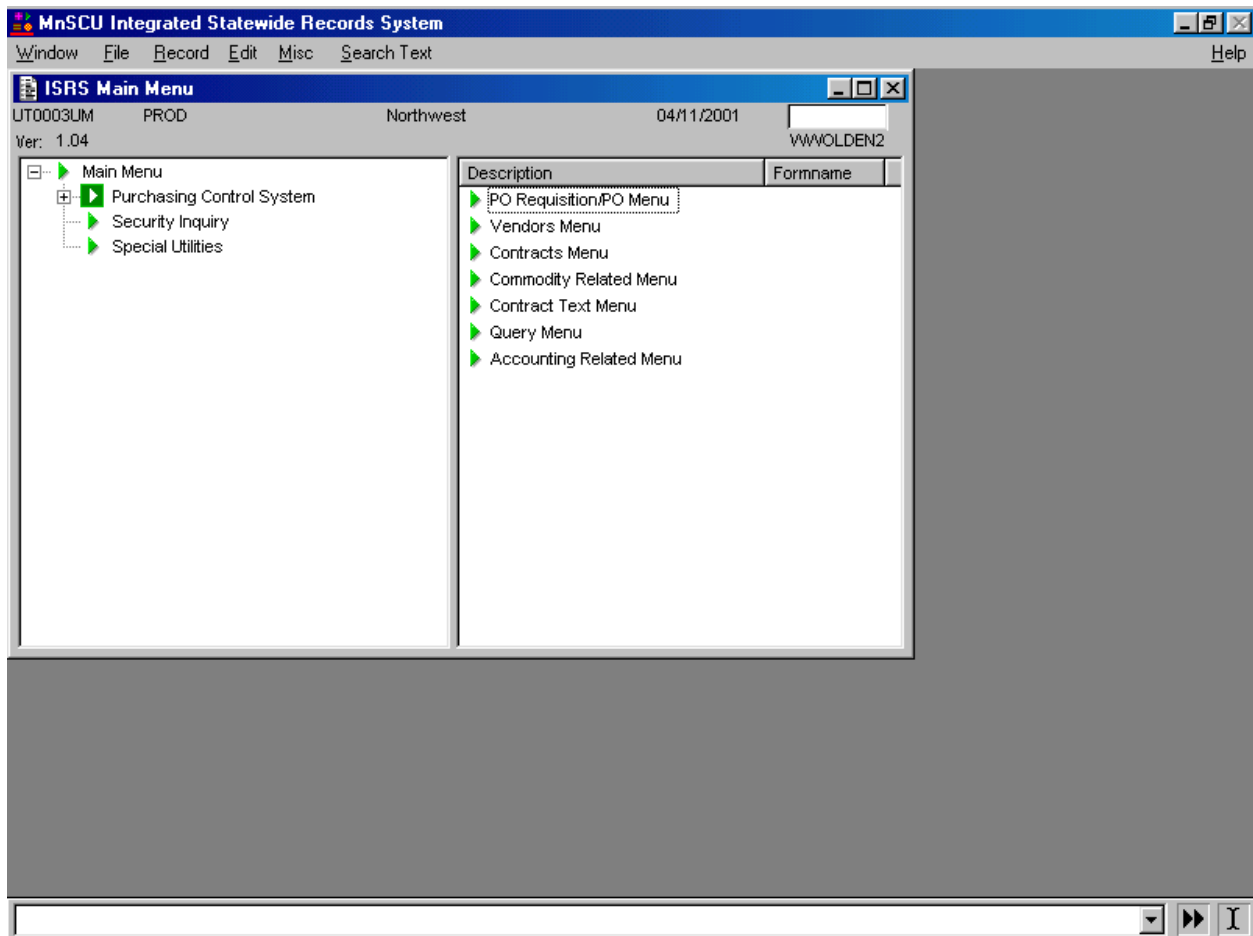 MnSCU Integrated Statewide Records System
Window File Record Edit Misc Search Text Help
ISRS Main Menu
UT0003UM PROD Northwest 04/11/2001
Ver: 1.04 VWVOLDEN2
Main Menu
Purchasing Control System
Security Inquiry
Special Utilities
Description Formname
PO Requisition/PO Menu
Vendors Menu
Contracts Menu
Commodity Related Menu
Contract Text Menu
Query Menu
Accounting Related Menu